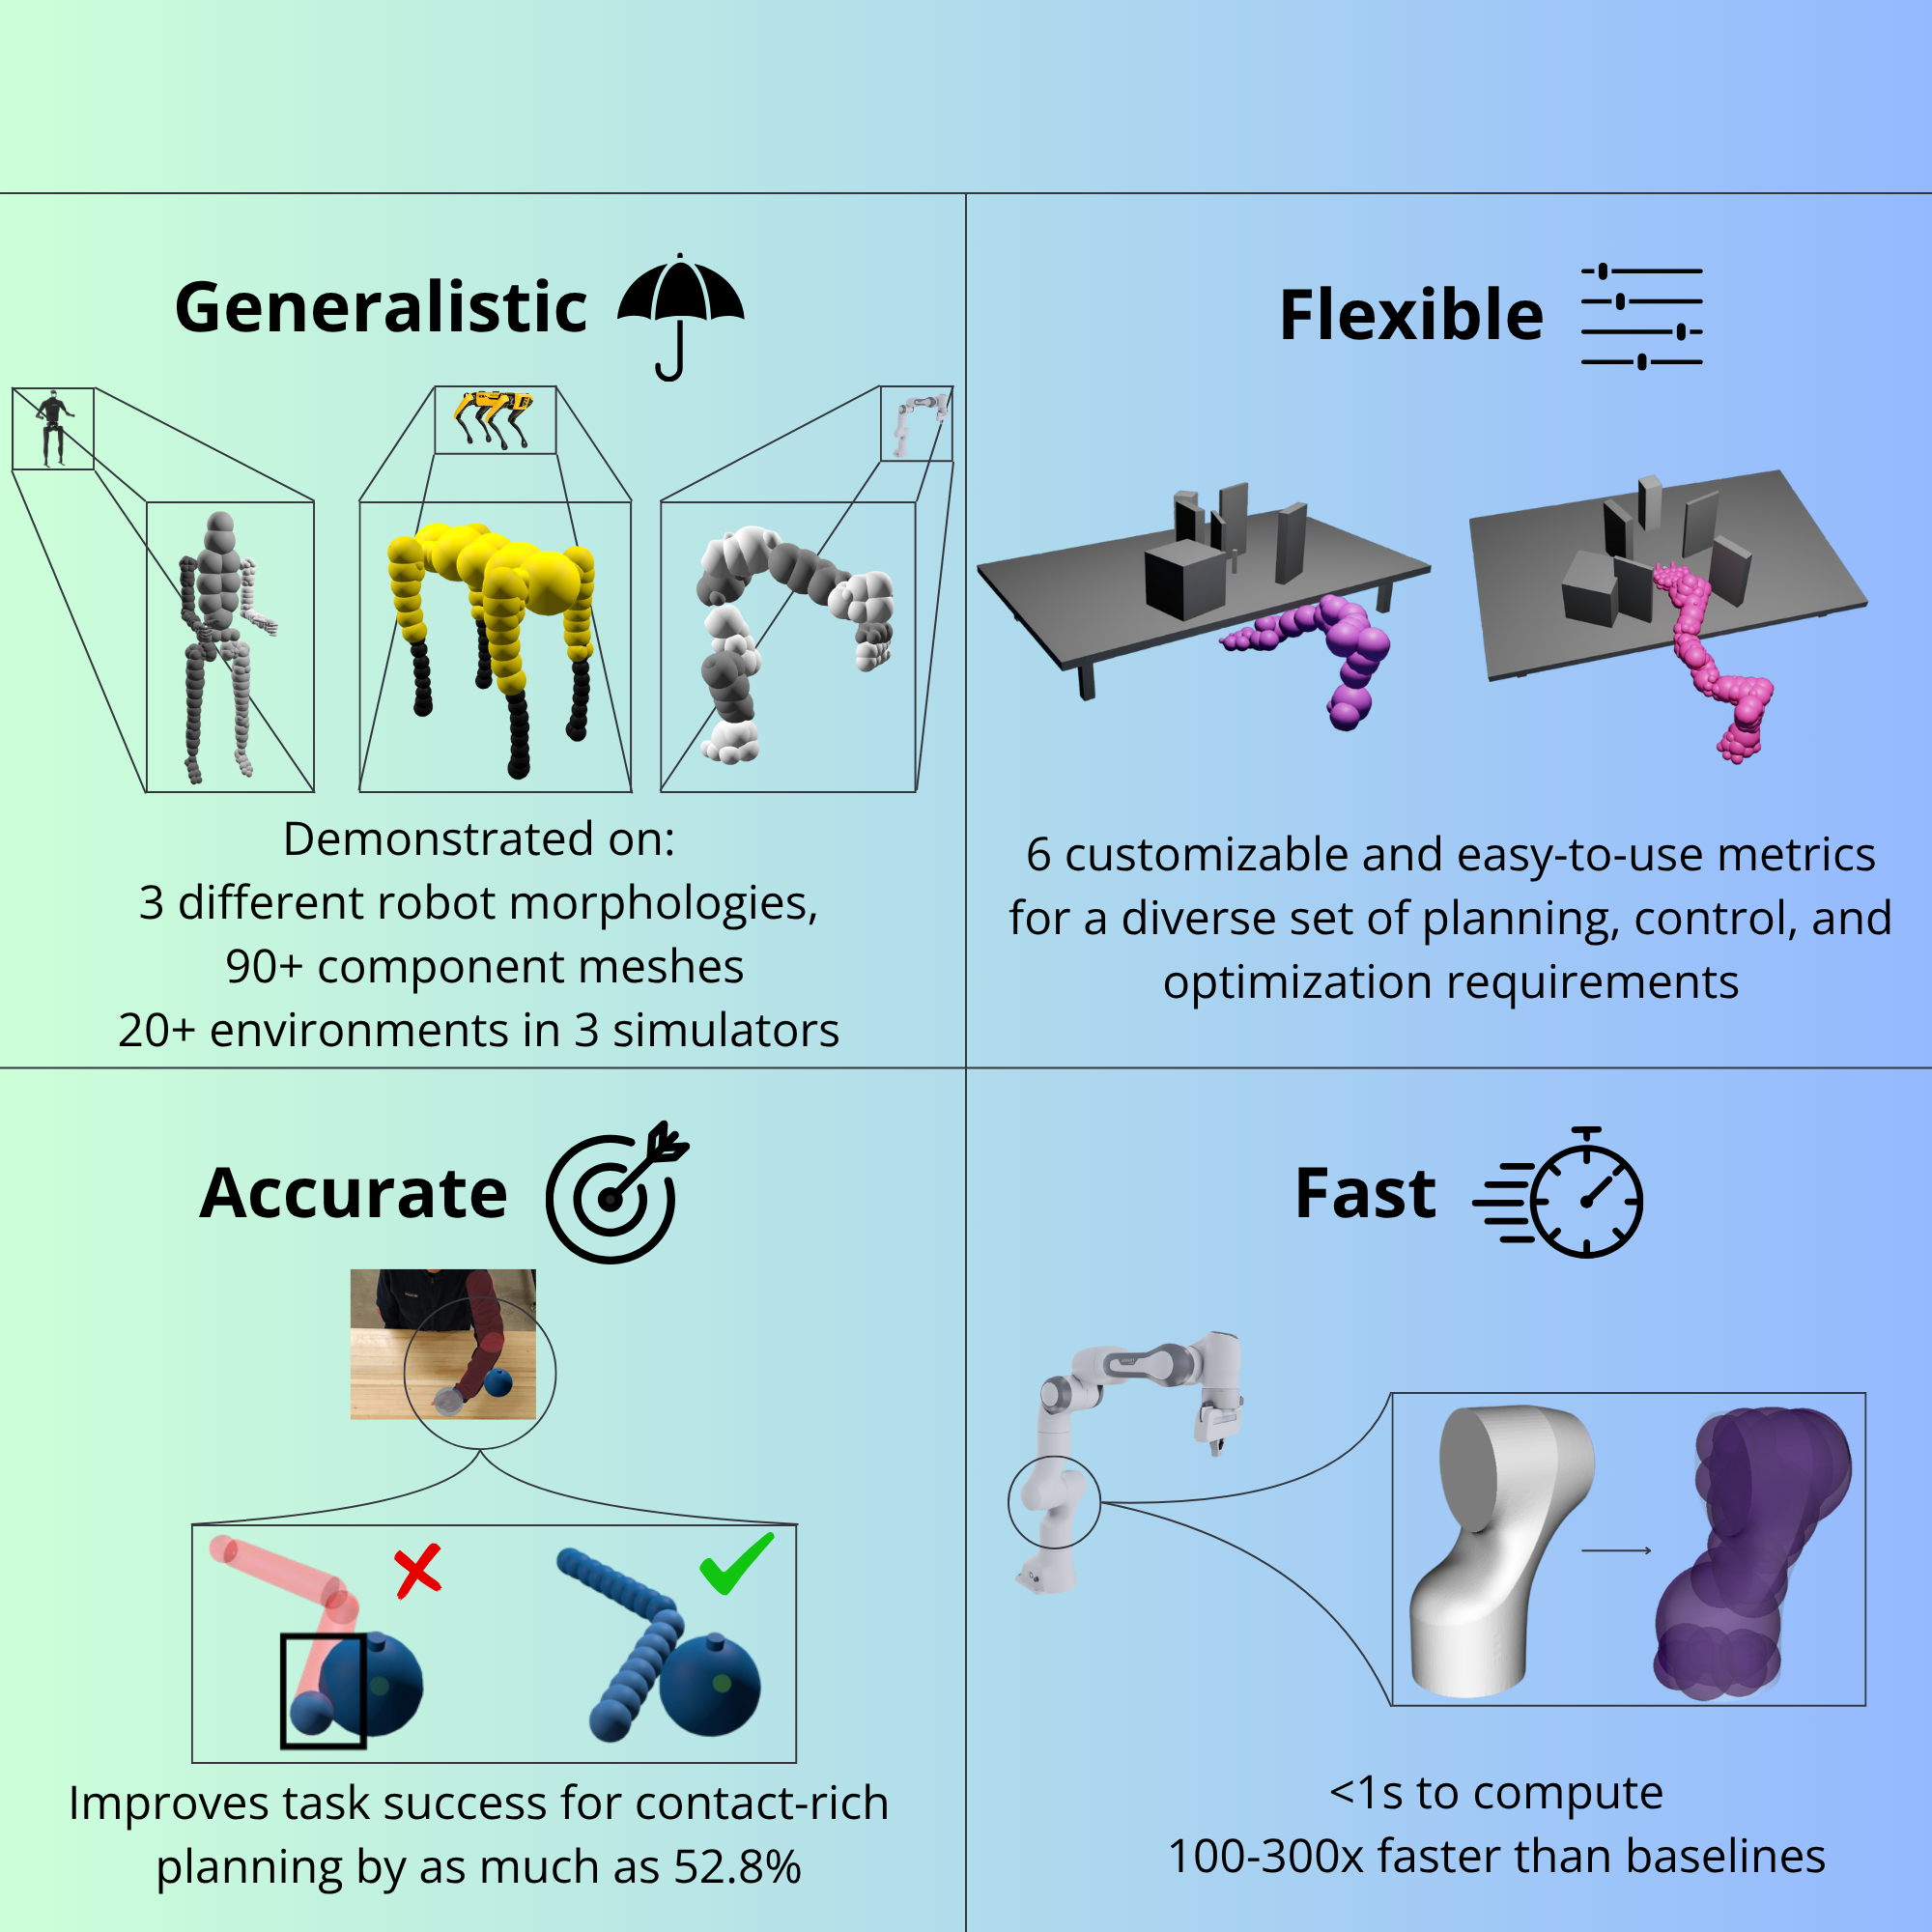 Generalistic
Demonstrated on:
3 different robot morphologies,
90+ component meshes
20+ environments in 3 simulators
Flexible
6 customizable and easy-to-use metrics
for a diverse set of planning, control, and
optimization requirements
Accurate
Improves task success for contact-rich
planning by as much as 52.8%
Fast
<1s to compute
100-300x faster than baselines